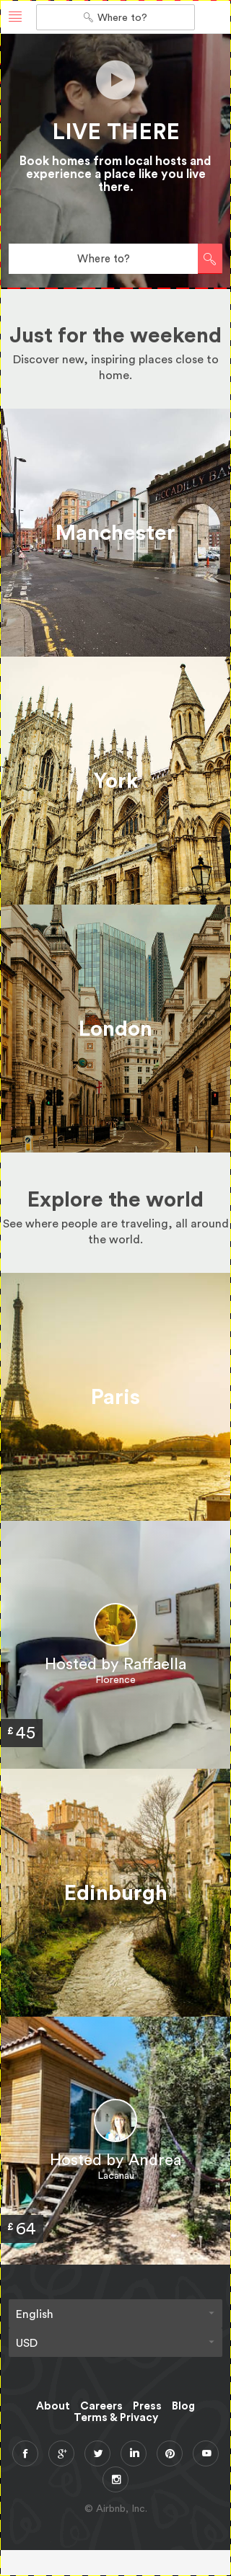 Where to?
LIVE THERE
Book homes from local hosts and
experience a place like you live
there.
Where to?
Just for the weekend
Discover new, inspiring places close to
home.
PICCADILLY BA
Manchester
York
London
Explore the world
See where people are traveling, all around
the world.
Paris
Hosted by Raffaella
Florence
£45
Edinburgh
Hosted by Andrea
Lacanau
£64
English
USD
About Careers Press Blog
Terms & Privacy
© Airbnb, Inc.